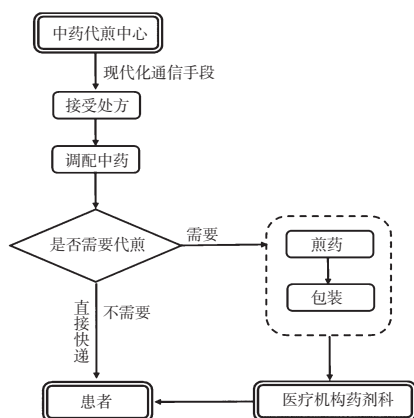 中药代煎中心
现代化通信手段
接受处方
调配中药
是否需要代煎
需要
煎药
包装
直接快递
不需要
患者
医疗机构药剂科